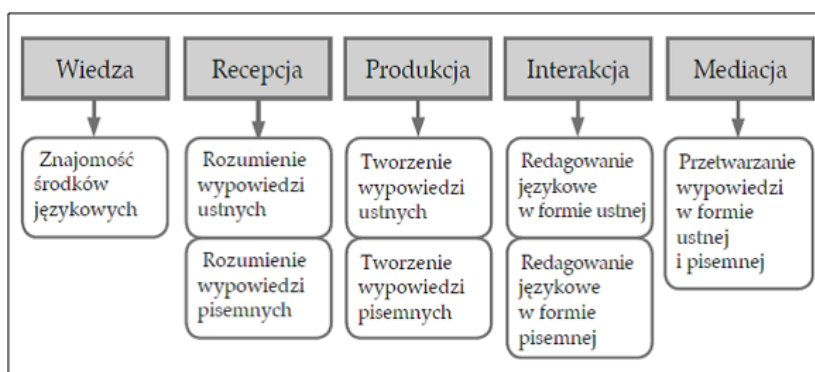 Wiedza
Recepcja
Produkcja
Interakcja
Mediacja
Znajomość
środków
językowych
Rozumienie
wypowiedzi
ustnych
Rozumienie
wypowiedzi
pisemnych
Tworzenie
wypowiedzi
ustnych
Tworzenie
wypowiedzi
pisemnych
Redagowanie
językowe
w formie ustnej
Redagowanie
językowe
w formie
pisemnej
Przetwarzanie
wypowiedzi
w formie
ustnej
i pisemnej